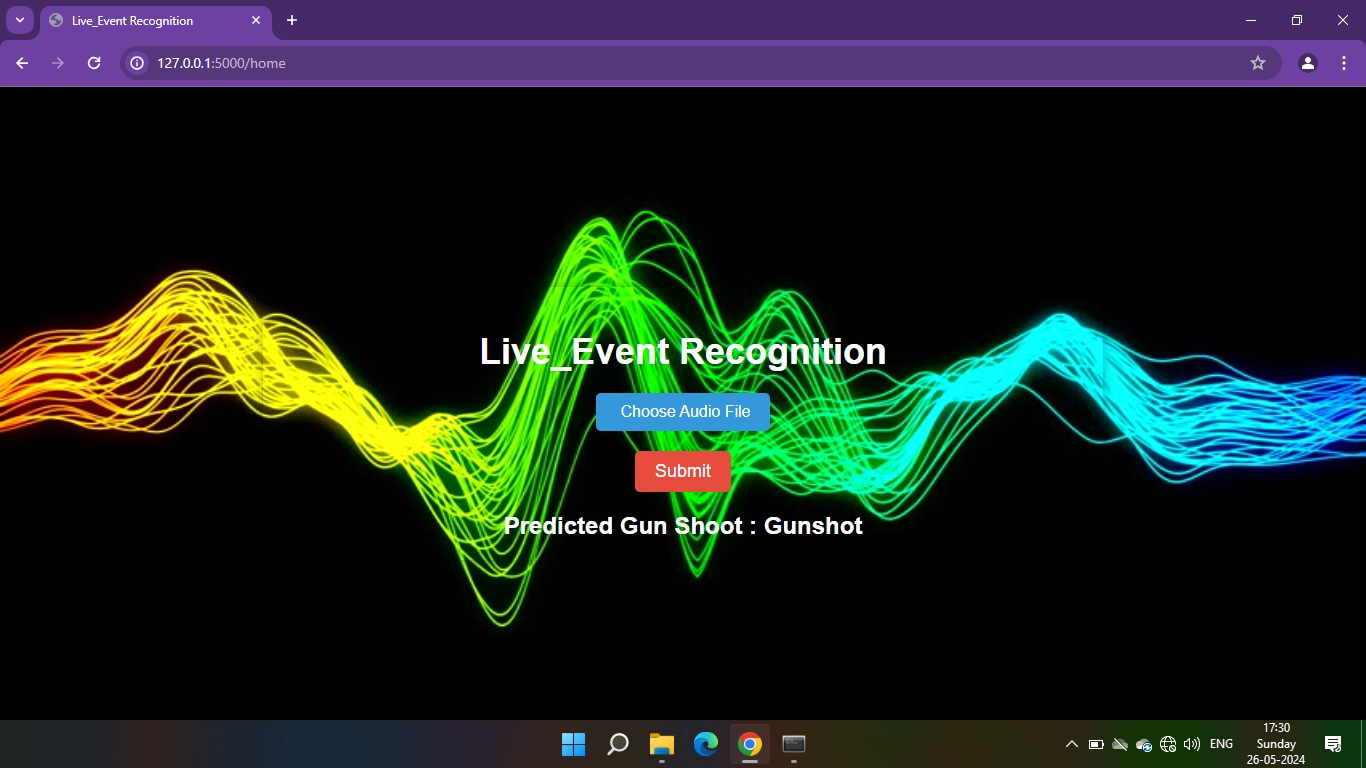 Live_Event Recognition
127.0.0.1:5000/home
Live_Event Recognition
Choose Audio File
Submit
Predicted Gun Shoot : Gunshot
ENG
17:30
Sunday
26-05-2024